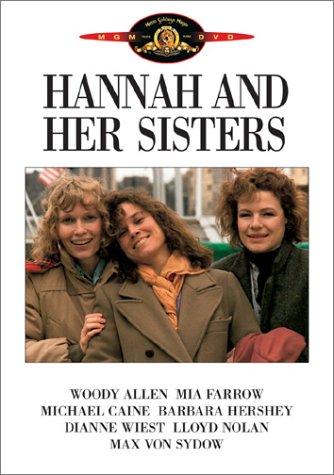 MGM DVD
HANNAH AND
HER SISTERS
WOODY ALLEN MIA FARROW
MICHAEL CAINE BARBARA HERSHEY
DIANNE WIEST LLOYD NOLAN
MAX VON SYDOW